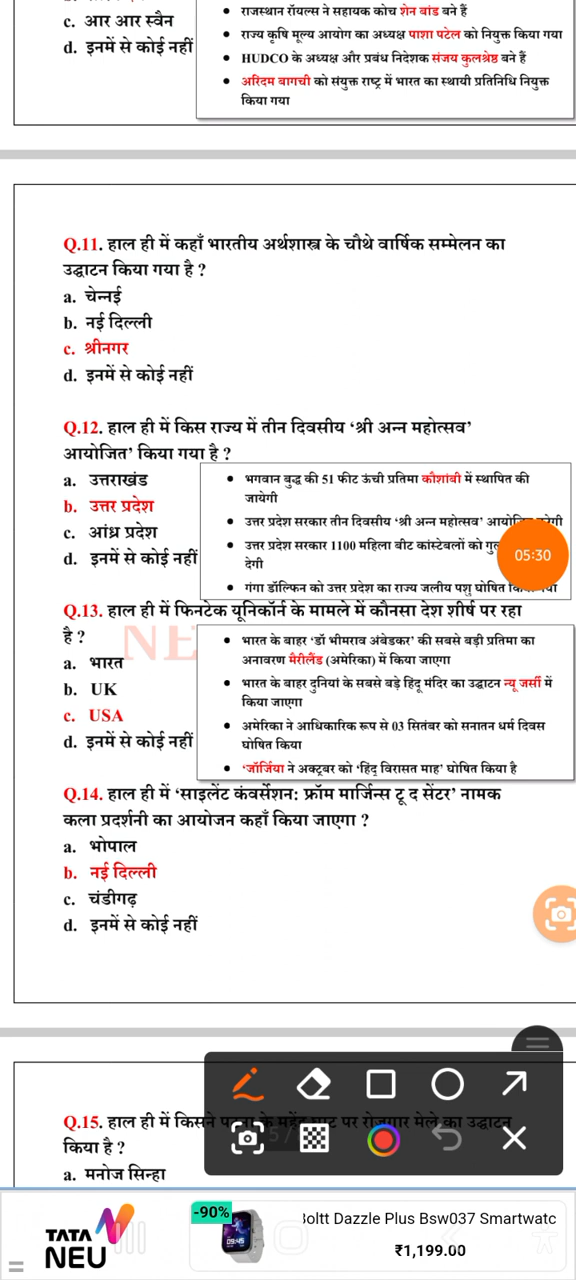 c. आर आर स्वैन
d. इनमें से कोई नहीं
राजस्थान रॉयल्स ने सहायक कोच शेन बांड बने हैं
राज्य कृषि मूल्य आयोग का अध्यक्ष पाशा पटेल को नियुक्त किया गया
HUDCO के अध्यक्ष और प्रबंध निदेशक संजय कुलश्रेष्ठ बने हैं
अरिंदम बागची को संयुक्त राष्ट्र में भारत का स्थायी प्रतिनिधि नियुक्त
किया गया
Q.11. हाल ही में कहाँ भारतीय अर्थशास्त्र के चौथे वार्षिक सम्मेलन का
उद्घाटन किया गया है ?
a. चेन्नई
b. नई दिल्ली
c. श्रीनगर
d. इनमें से कोई नहीं
Q.12. हाल ही में किस राज्य में तीन दिवसीय ‘श्री अन्न महोत्सव’
आयोजित’ किया गया है ?
a. उत्तराखंड
b. उत्तर प्रदेश
c. आंध्र प्रदेश
d. इनमें से कोई नहीं
भगवान बुद्ध की 51 फीट ऊंची प्रतिमा कौशांबी में स्थापित की
जायेगी
उत्तर प्रदेश सरकार तीन दिवसीय ‘श्री अन्न महोत्सव’
उत्तर प्रदेश सरकार 1100 महिला बीट कांस्टेबलों को
देगी
05:30
गंगा डॉल्फिन को उत्तर प्रदेश का राज्य जलीय पशु घोषित
Q.13. हाल ही में फिनटेक यूनिकॉर्न के मामले में कौनसा देश शीर्ष पर रहा
है ?
a. भारत
b. UK
c. USA
d. इनमें से कोई नहीं
भारत के बाहर ‘डॉ भीमराव अंबेडकर’ की सबसे बड़ी प्रतिमा का
अनावरण मैरीलैंड (अमेरिका) में किया जाएगा
भारत के बाहर दुनियां के सबसे बड़े हिंदू मंदिर का उद्घाटन न्यू जर्सी में
किया जाएगा
अमेरिका ने आधिकारिक रूप से 03 सितंबर को सनातन धर्म दिवस
घोषित किया
‘जॉर्जिया ने अक्टूबर को ‘हिंदू विरासत माह’ घोषित किया है
Q.14. हाल ही में ‘साइलेंट कंवर्सेशन: फ्रॉम मार्जिन्स टू द सेंटर’ नामक
कला प्रदर्शनी का आयोजन कहाँ किया जाएगा ?
a. भोपाल
b. नई दिल्ली
c. चंडीगढ़
d. इनमें से कोई नहीं
Q.15. हाल ही में किसने पटना के महेंद्र घाट पर रोजगार मेले का उद्घाटन
किया है ?
a. मनोज सिन्हा
TATA
NEU
-90%
09:45
Boltt Dazzle Plus Bsw037 Smartwatc
₹1,199.00